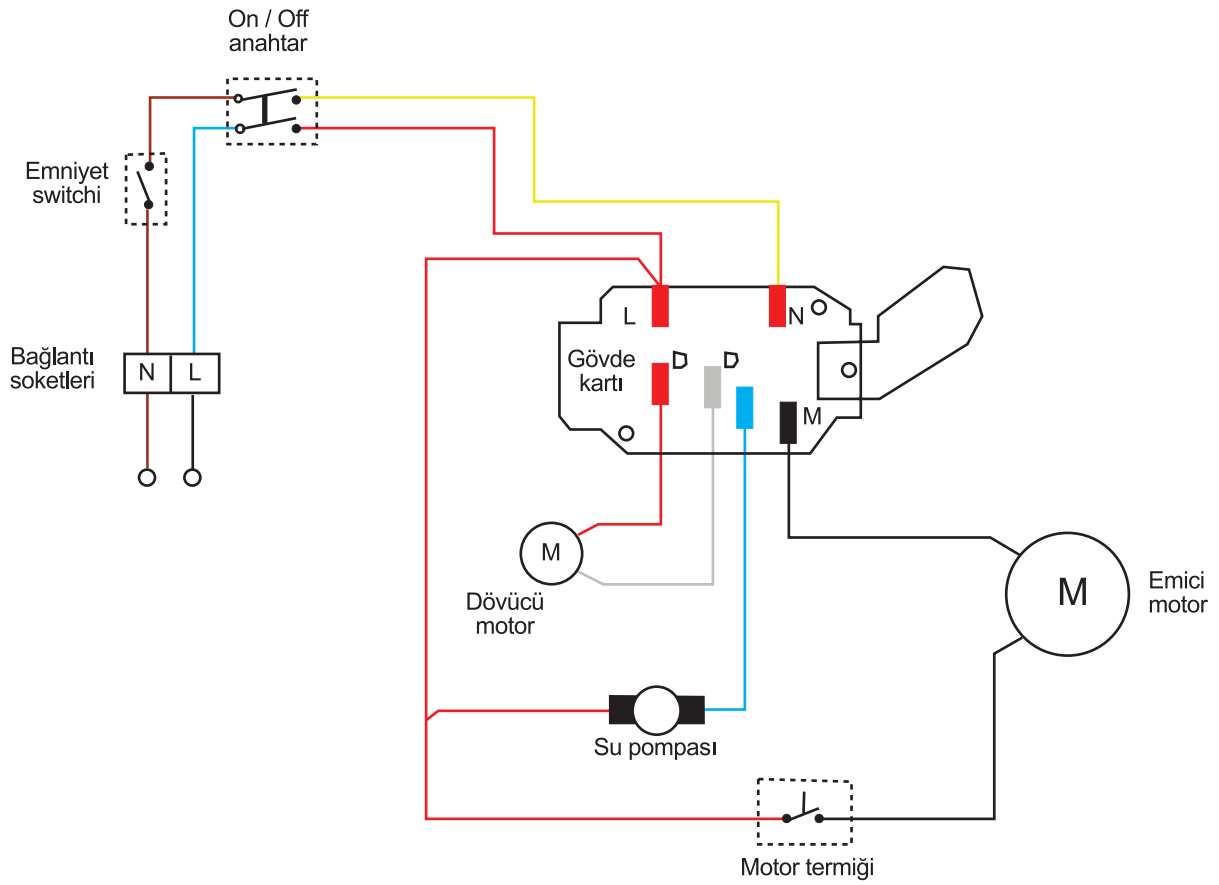 On / Off
anahtar
Emniyet
switchi
Bağlantı
soketleri
N L
L
N
Gövde
kartı
D
D
M
M
Dövücü
motor
M
Emici
motor
Su pompası
Motor termiği